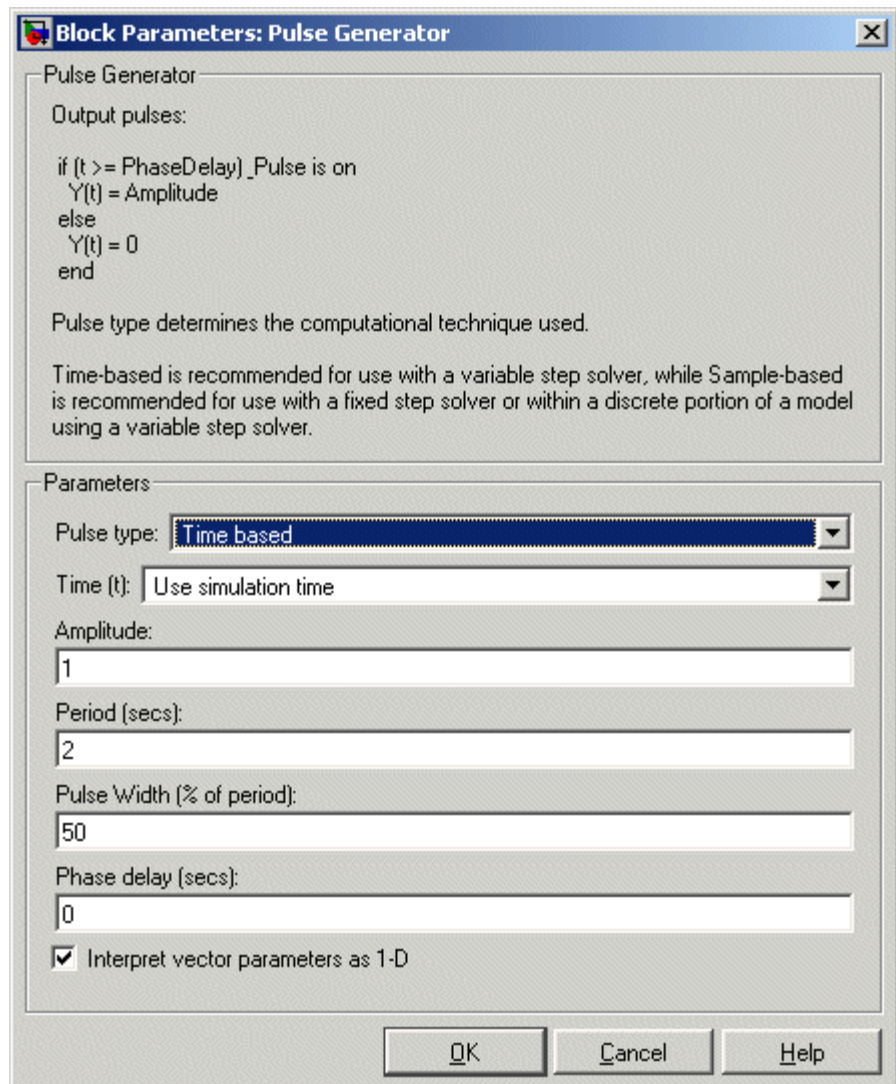 Block Parameters: Pulse Generator
Pulse Generator
Output pulses:
if (t >= PhaseDelay) _Pulse is on
Y(t) = Amplitude
else
Y(t) = 0
end
Pulse type determines the computational technique used.
Time-based is recommended for use with a variable step solver, while Sample-based
is recommended for use with a fixed step solver or within a discrete portion of a model
using a variable step solver.
Parameters
Pulse type: Time based
Time (t): Use simulation time
Amplitude:
1
Period (secs):
2
Pulse Width (% of period):
50
Phase delay (secs):
0
Interpret vector parameters as 1-D
OK Cancel Help